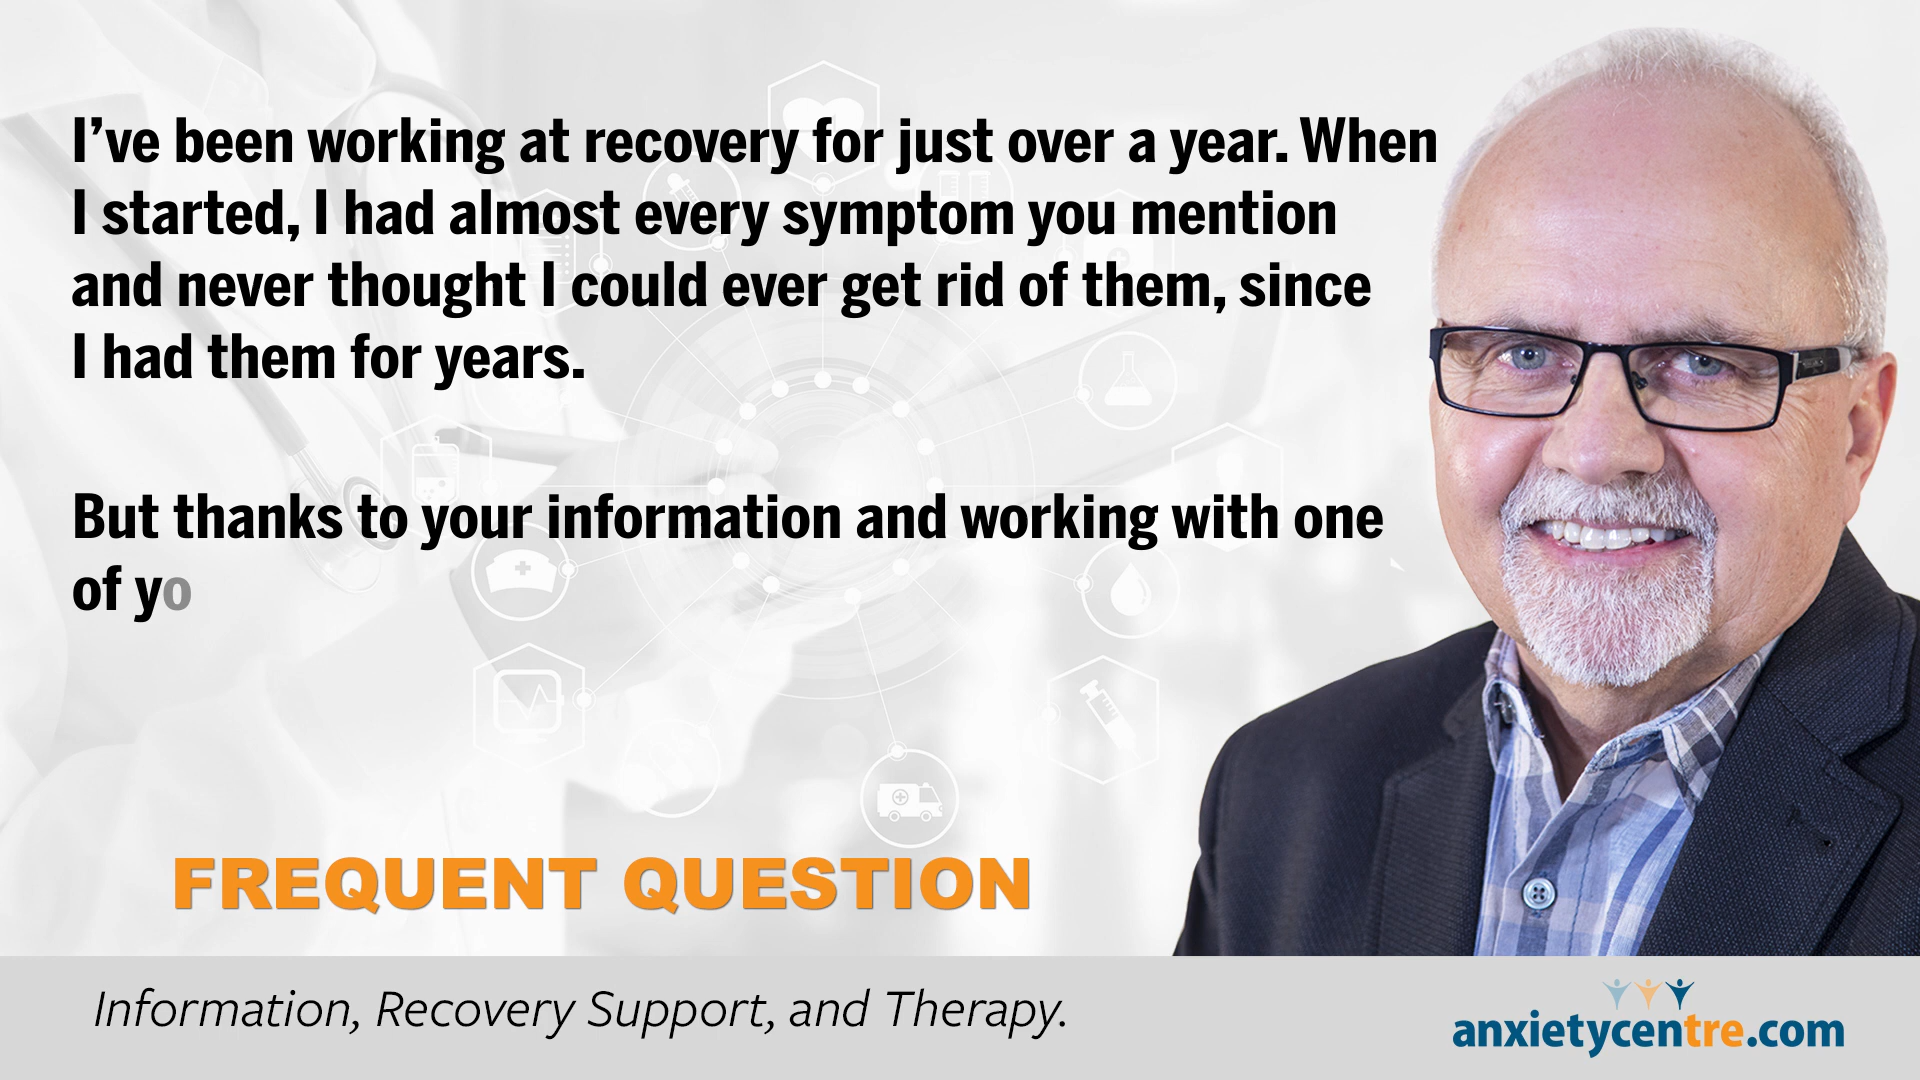 I’ve been working at recovery for just over a year. When
I started, I had almost every symptom you mention
and never thought I could ever get rid of them, since
I had them for years.
But thanks to your information and working with one
of yo
FREQUENT QUESTION
Information, Recovery Support, and Therapy.
anxietycentre.com